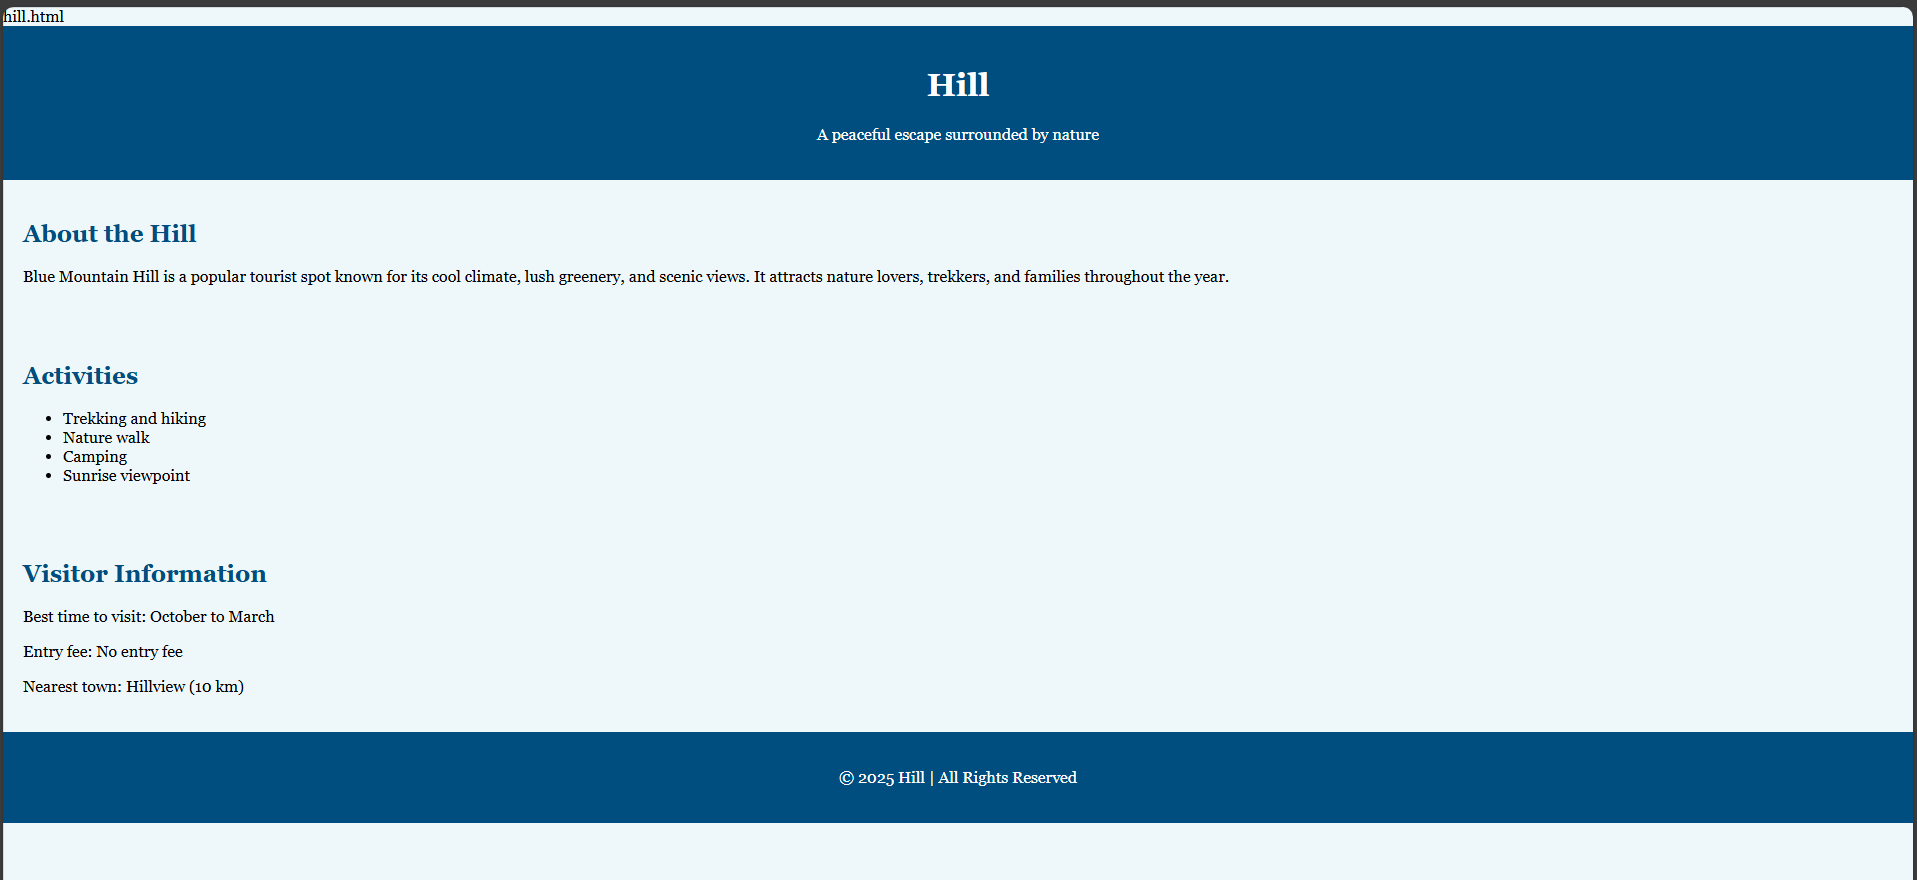 hill.html
Hill
A peaceful escape surrounded by nature
About the Hill
Blue Mountain Hill is a popular tourist spot known for its cool climate, lush greenery, and scenic views. It attracts nature lovers, trekkers, and families throughout the year.
Activities
• Trekking and hiking
• Nature walk
• Camping
• Sunrise viewpoint
Visitor Information
Best time to visit: October to March
Entry fee: No entry fee
Nearest town: Hillview (10 km)
© 2025 Hill | All Rights Reserved